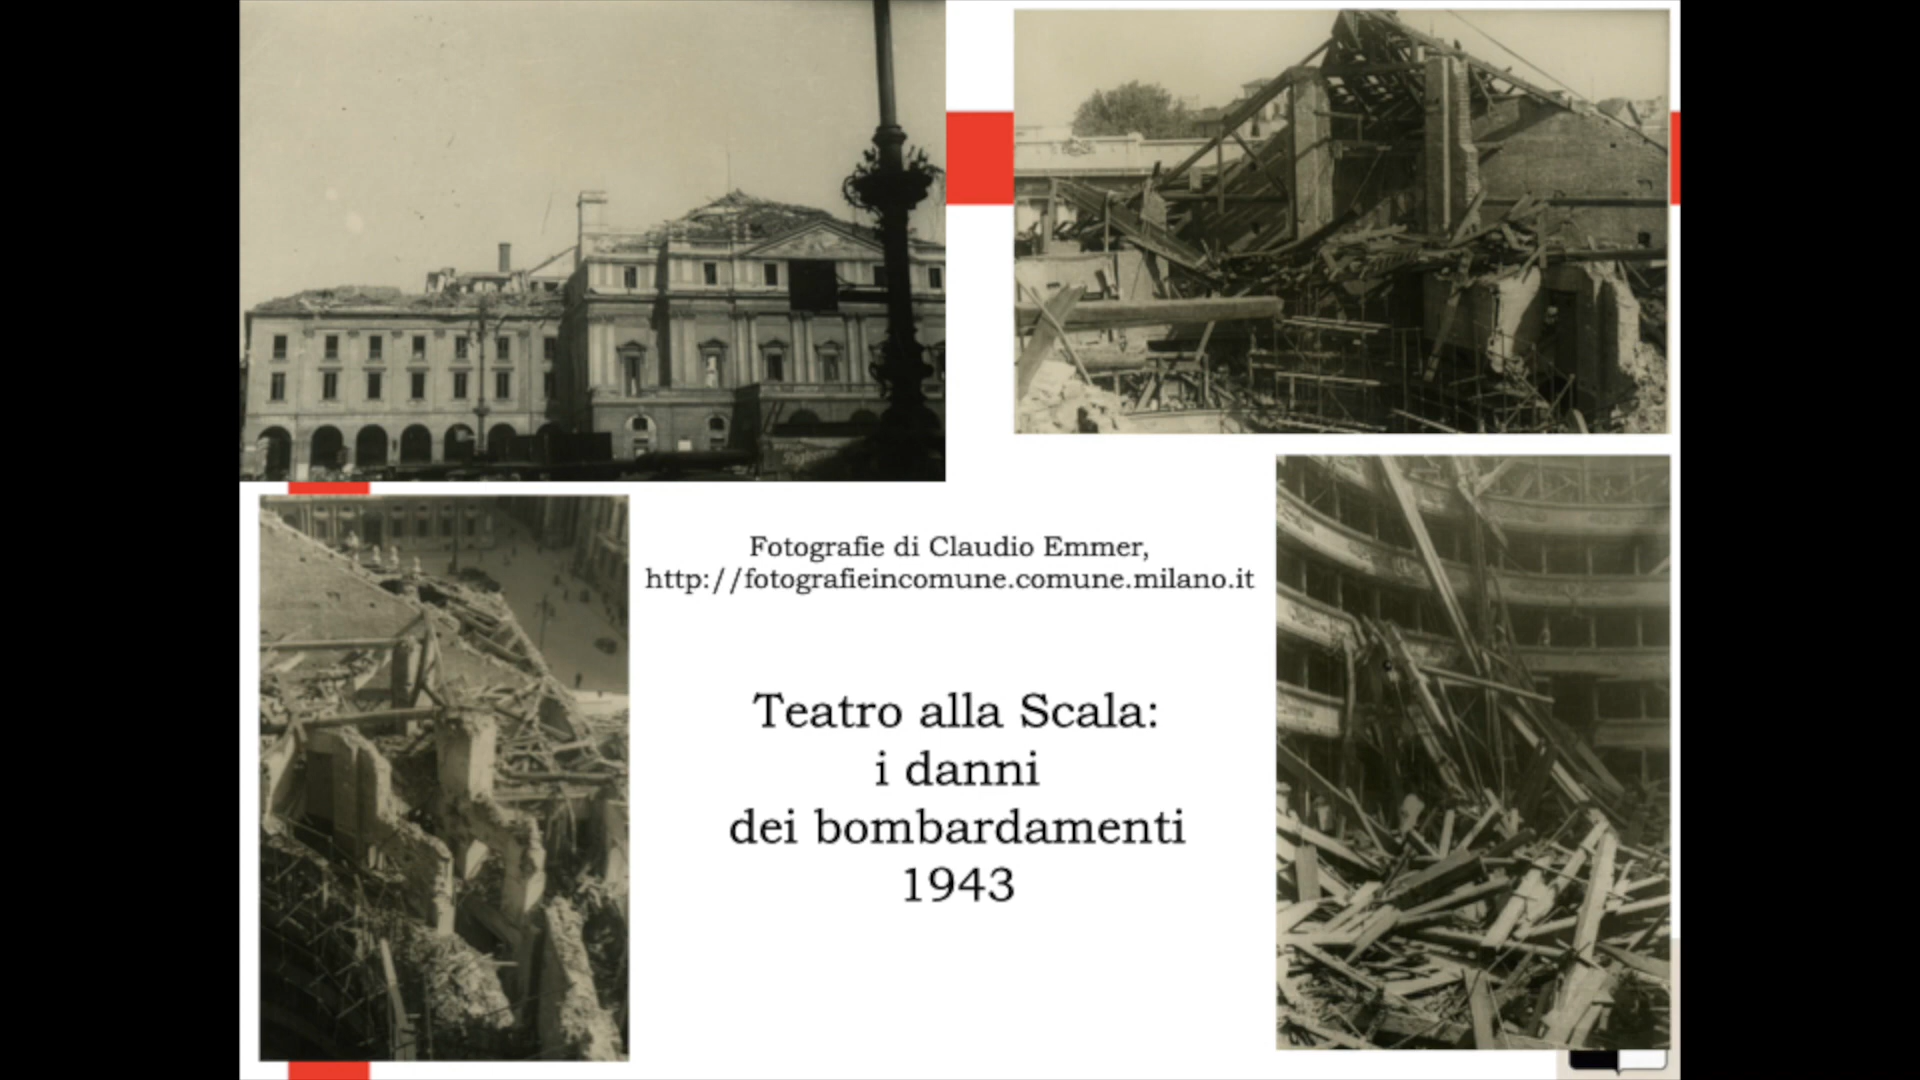 Fotografie di Claudio Emmer,
http://fotografieincomune.comune.milano.it
Teatro alla Scala:
i danni
dei bombardamenti
1943